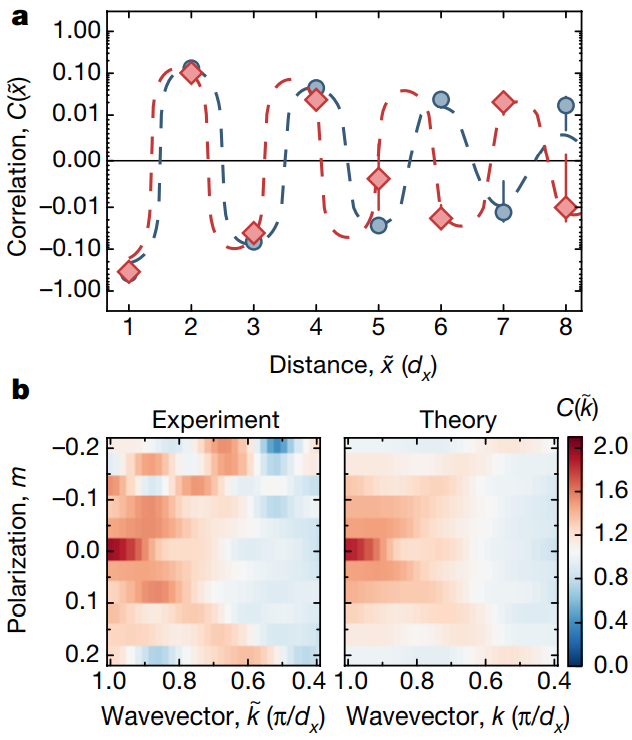 a
Correlation, C(x̃)
1.00
0.10
0.01
0.00
−0.01
−0.10
−1.00
1 2 3 4 5 6 7 8
Distance, x̃ (dₓ)
b
Experiment
Theory
C(k̃)
Polarization, m
−0.2
−0.1
0.0
0.1
0.2
2.0
1.6
1.2
0.8
0.4
0.0
1.0 0.8 0.6 0.4
1.0 0.8 0.6 0.4
Wavevector, k̃ (π/dₓ)
Wavevector, k (π/dₓ)